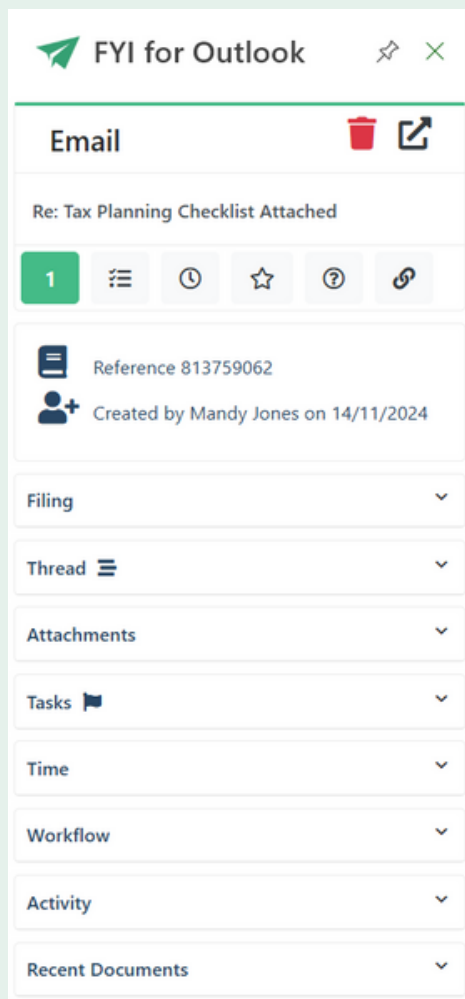 FYI for Outlook
Email
Re: Tax Planning Checklist Attached
1
Reference 813759062
Created by Mandy Jones on 14/11/2024
Filing
Thread
Attachments
Tasks
Time
Workflow
Activity
Recent Documents